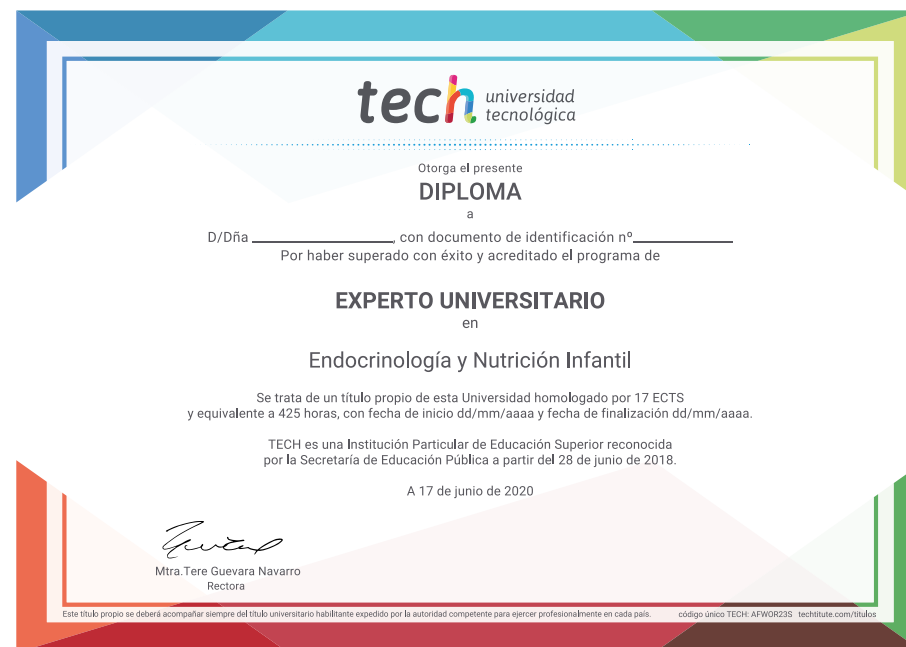 tech universidad
tecnológica
Otorga el presente
DIPLOMA
a
D/Dña ________________, con documento de identificación nº____________
Por haber superado con éxito y acreditado el programa de
EXPERTO UNIVERSITARIO
en
Endocrinología y Nutrición Infantil
Se trata de un título propio de esta Universidad homologado por 17 ECTS
y equivalente a 425 horas, con fecha de inicio dd/mm/aaaa y fecha de finalización dd/mm/aaaa.
TECH es una Institución Particular de Educación Superior reconocida
por la Secretaría de Educación Pública a partir del 28 de junio de 2018.
A 17 de junio de 2020
Mtra.Tere Guevara Navarro
Rectora
Este título propio se deberá acompañar siempre del título universitario habilitante expedido por la autoridad competente para ejercer profesionalmente en cada país. código único TECH: AFWOR23S techtitute.com/titulos